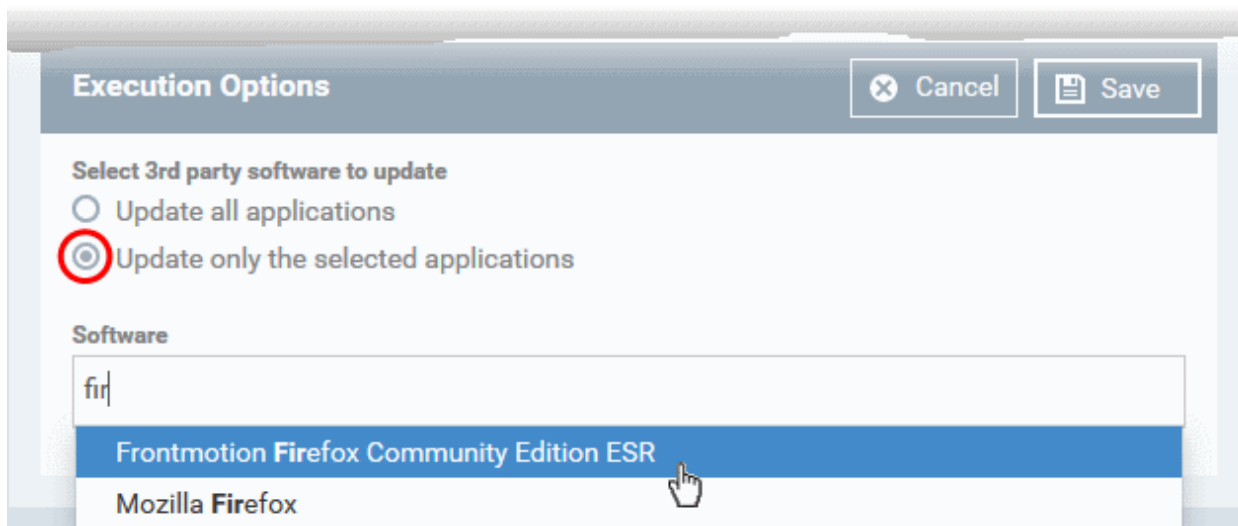 Execution Options
Cancel
Save
Select 3rd party software to update
Update all applications
Update only the selected applications
Software
fir
Frontmotion Firefox Community Edition ESR
Mozilla Firefox